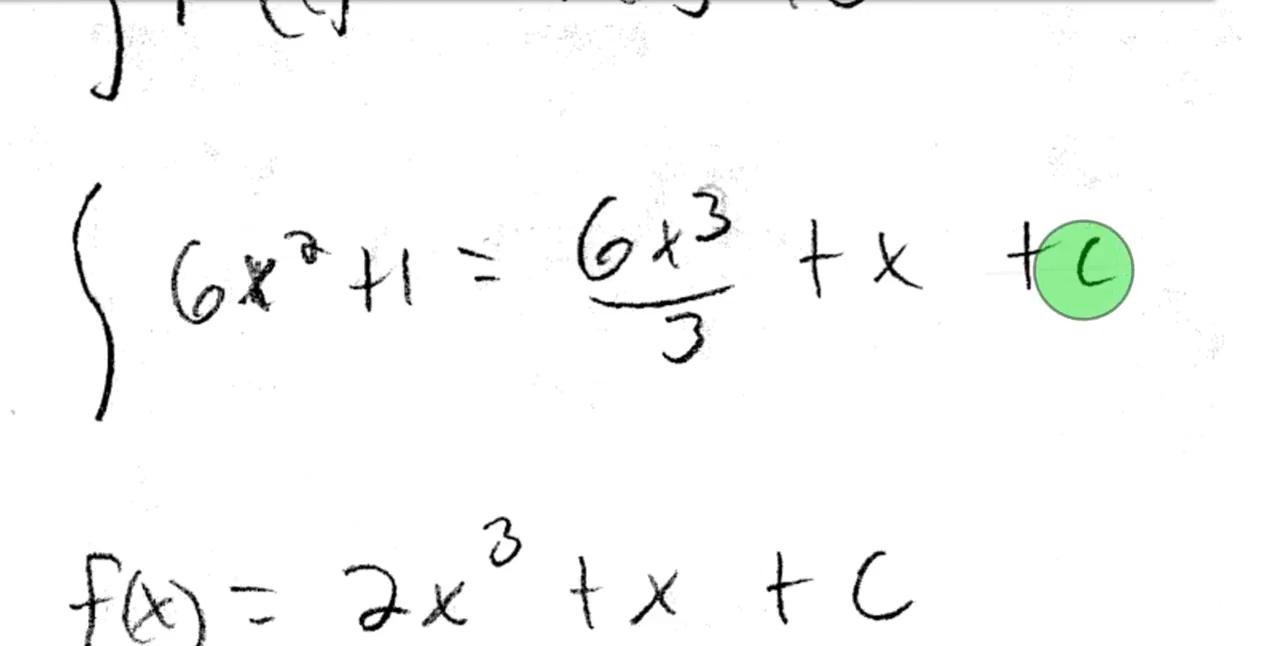 ∫ 6x² +1 = 6x³/3 + x + C
f(x) = 2x³ + x + C